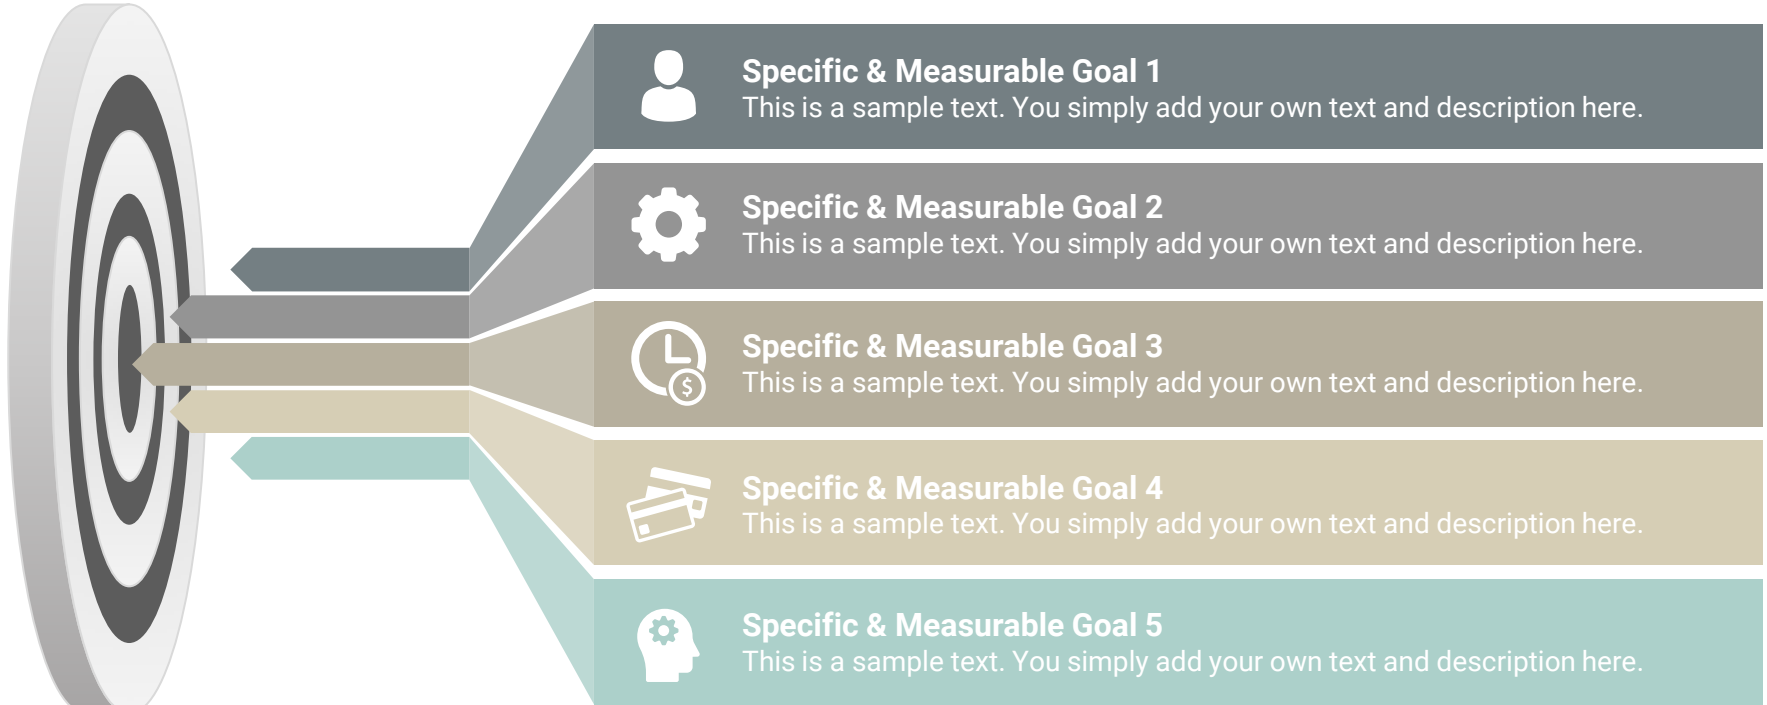 Specific & Measurable Goal 1
This is a sample text. You simply add your own text and description here.
Specific & Measurable Goal 2
This is a sample text. You simply add your own text and description here.
Specific & Measurable Goal 3
This is a sample text. You simply add your own text and description here.
$
Specific & Measurable Goal 4
This is a sample text. You simply add your own text and description here.
Specific & Measurable Goal 5
This is a sample text. You simply add your own text and description here.